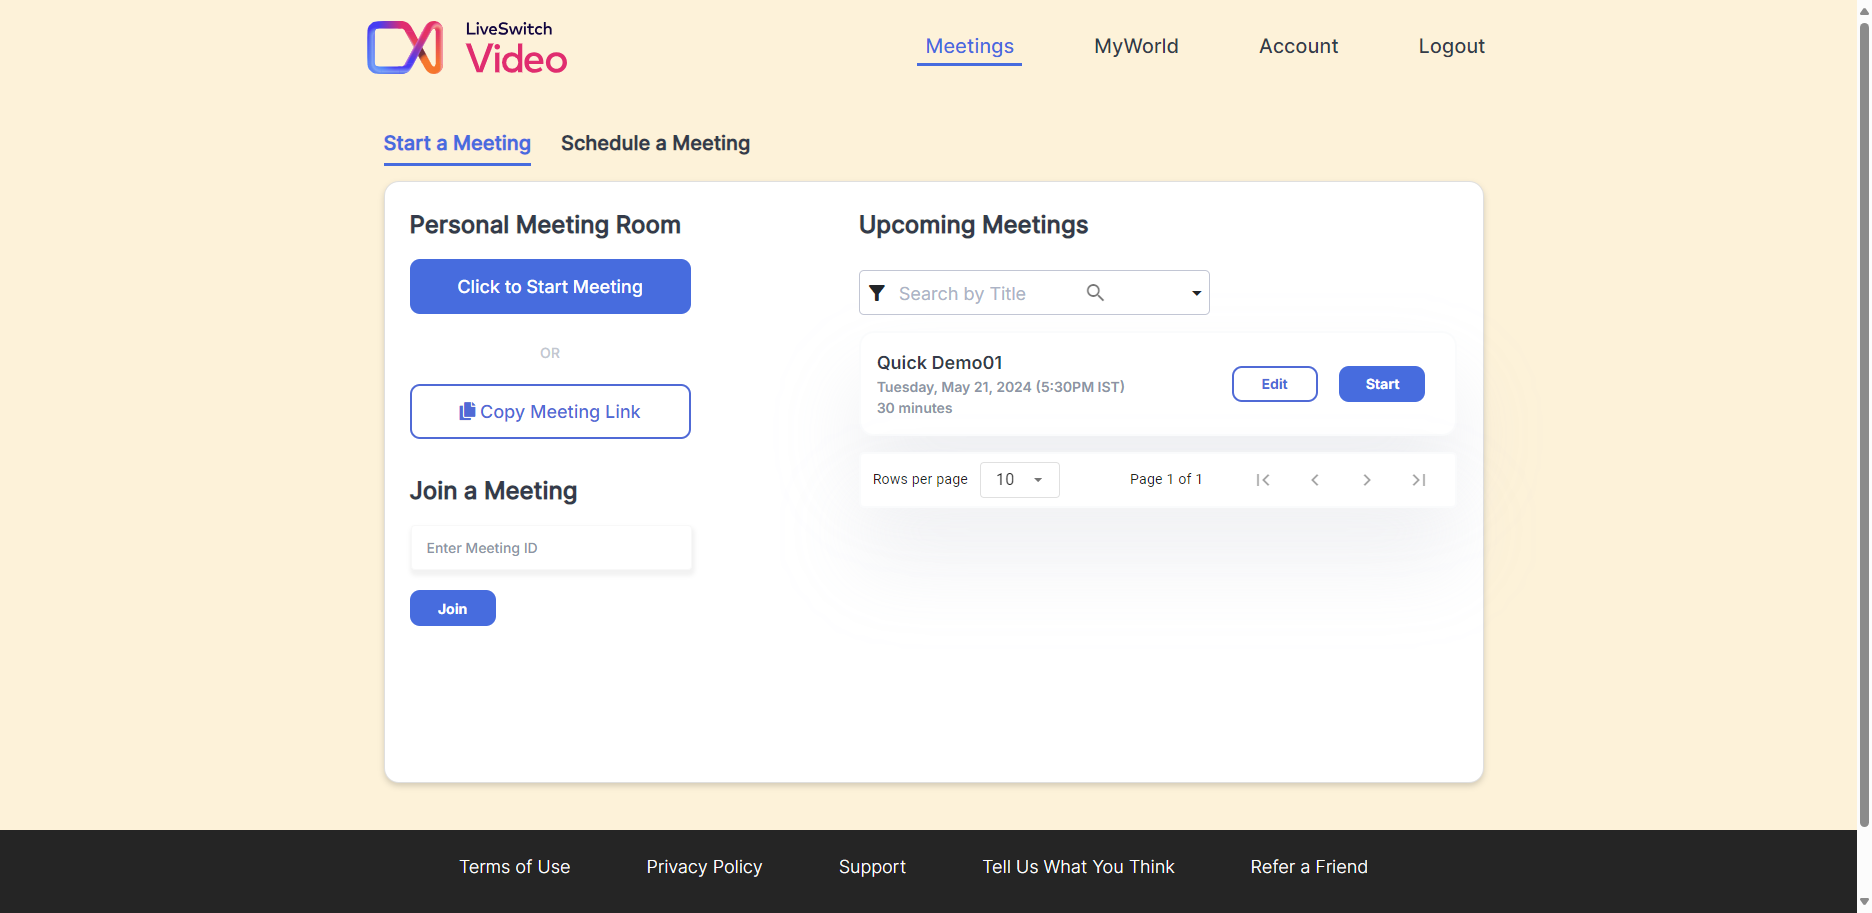 LiveSwitch
Video
Meetings
MyWorld
Account
Logout
Start a Meeting
Schedule a Meeting
Personal Meeting Room
Click to Start Meeting
OR
Copy Meeting Link
Join a Meeting
Enter Meeting ID
Join
Upcoming Meetings
Search by Title
Quick Demo01
Tuesday, May 21, 2024 (5:30PM IST)
30 minutes
Edit
Start
Rows per page
10
Page 1 of 1
Terms of Use
Privacy Policy
Support
Tell Us What You Think
Refer a Friend